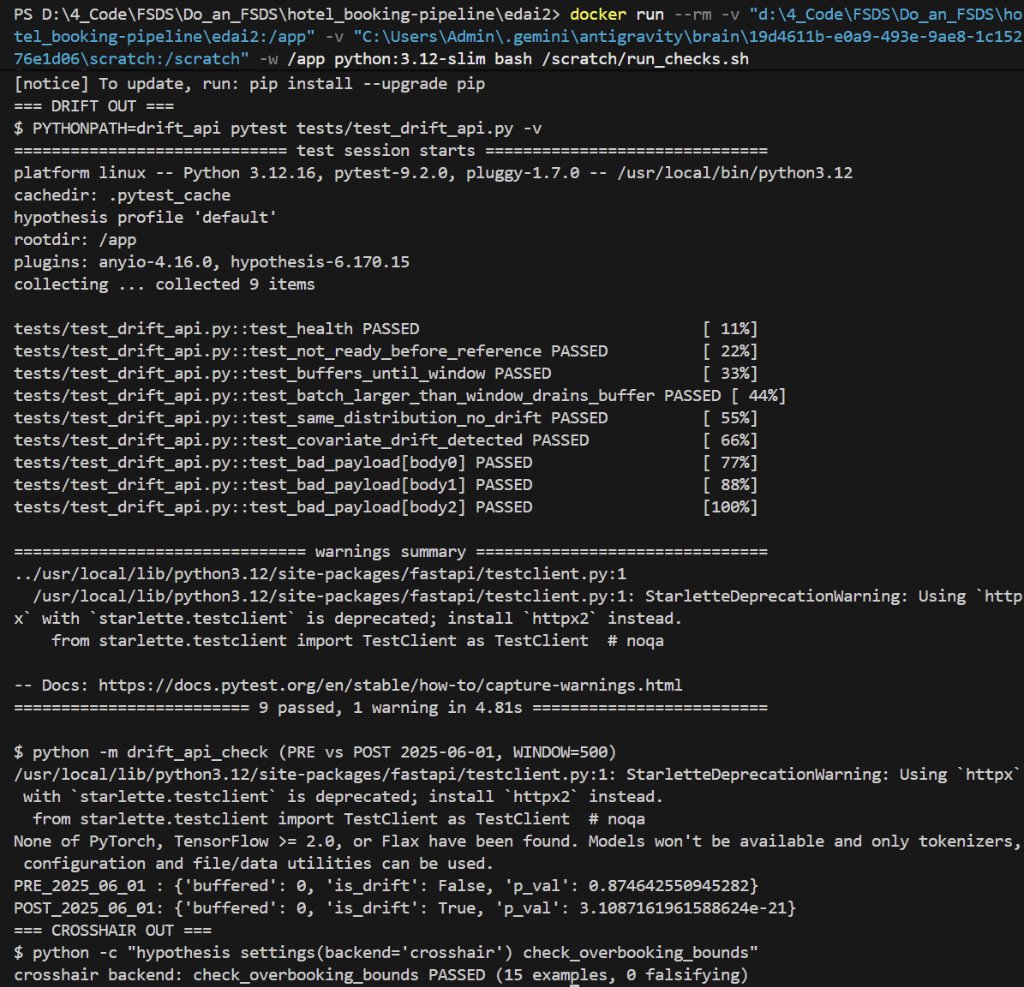 PS D:\4_Code\FSDS\Do_an_FSDS\hotel_booking-pipeline\edai2> docker run --rm -v "d:\4_Code\FSDS\Do_an_FSDS\ho
tel_booking-pipeline\edai2:/app" -v "C:\Users\Admin\.gemini\antigravity\brain\19d4611b-e0a9-493e-9ae8-1c152
76e1d06\scratch:/scratch" -w /app python:3.12-slim bash /scratch/run_checks.sh
[notice] To update, run: pip install --upgrade pip
=== DRIFT OUT ===
$ PYTHONPATH=drift_api pytest tests/test_drift_api.py -v
============================= test session starts ==============================
platform linux -- Python 3.12.16, pytest-9.2.0, pluggy-1.7.0 -- /usr/local/bin/python3.12
cachedir: .pytest_cache
hypothesis profile 'default'
rootdir: /app
plugins: anyio-4.16.0, hypothesis-6.170.15
collecting ... collected 9 items
tests/test_drift_api.py::test_health PASSED [ 11%]
tests/test_drift_api.py::test_not_ready_before_reference PASSED [ 22%]
tests/test_drift_api.py::test_buffers_until_window PASSED [ 33%]
tests/test_drift_api.py::test_batch_larger_than_window_drains_buffer PASSED [ 44%]
tests/test_drift_api.py::test_same_distribution_no_drift PASSED [ 55%]
tests/test_drift_api.py::test_covariate_drift_detected PASSED [ 66%]
tests/test_drift_api.py::test_bad_payload[body0] PASSED [ 77%]
tests/test_drift_api.py::test_bad_payload[body1] PASSED [ 88%]
tests/test_drift_api.py::test_bad_payload[body2] PASSED [100%]
=============================== warnings summary ===============================
../usr/local/lib/python3.12/site-packages/fastapi/testclient.py:1
/usr/local/lib/python3.12/site-packages/fastapi/testclient.py:1: StarletteDeprecationWarning: Using `http
x` with `starlette.testclient` is deprecated; install `httpx2` instead.
from starlette.testclient import TestClient as TestClient # noqa
-- Docs: https://docs.pytest.org/en/stable/how-to/capture-warnings.html
========================= 9 passed, 1 warning in 4.81s =========================
$ python -m drift_api_check (PRE vs POST 2025-06-01, WINDOW=500)
/usr/local/lib/python3.12/site-packages/fastapi/testclient.py:1: StarletteDeprecationWarning: Using `httpx`
with `starlette.testclient` is deprecated; install `httpx2` instead.
from starlette.testclient import TestClient as TestClient # noqa
None of PyTorch, TensorFlow >= 2.0, or Flax have been found. Models won't be available and only tokenizers,
configuration and file/data utilities can be used.
PRE_2025_06_01 : {'buffered': 0, 'is_drift': False, 'p_val': 0.874642550945282}
POST_2025_06_01: {'buffered': 0, 'is_drift': True, 'p_val': 3.1087161961588624e-21}
=== CROSSHAIR OUT ===
$ python -c "hypothesis settings(backend='crosshair') check_overbooking_bounds"
crosshair backend: check_overbooking_bounds PASSED (15 examples, 0 falsifying)